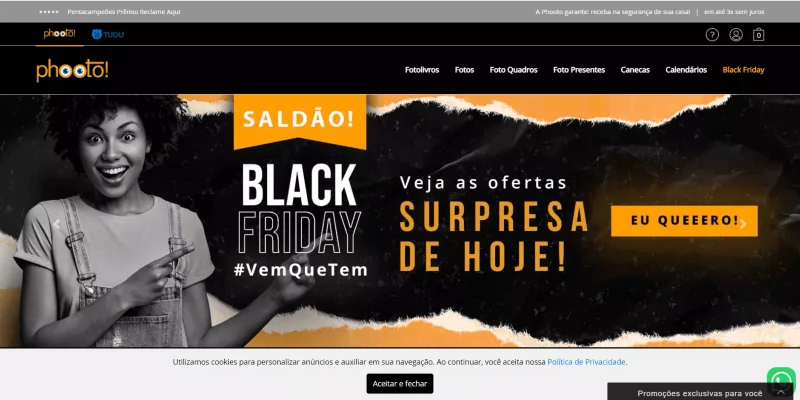 Pentacampeões Prêmio Reclame Aqui
A Phooto garante: receba na segurança de sua casa! | em até 3x sem juros
phooto! TUDU
? 0
phooto!
Fotolivros Fotos Foto Quadros Foto Presentes Canecas Calendários Black Friday
SALDÃO!
BLACK
FRIDAY
#VemQueTem
Veja as ofertas
SURPRESA
DE HOJE!
EU QUEEERO!
Utilizamos cookies para personalizar anúncios e auxiliar em sua navegação. Ao continuar, você aceita nossa Política de Privacidade.
Aceitar e fechar
Promoções exclusivas para você